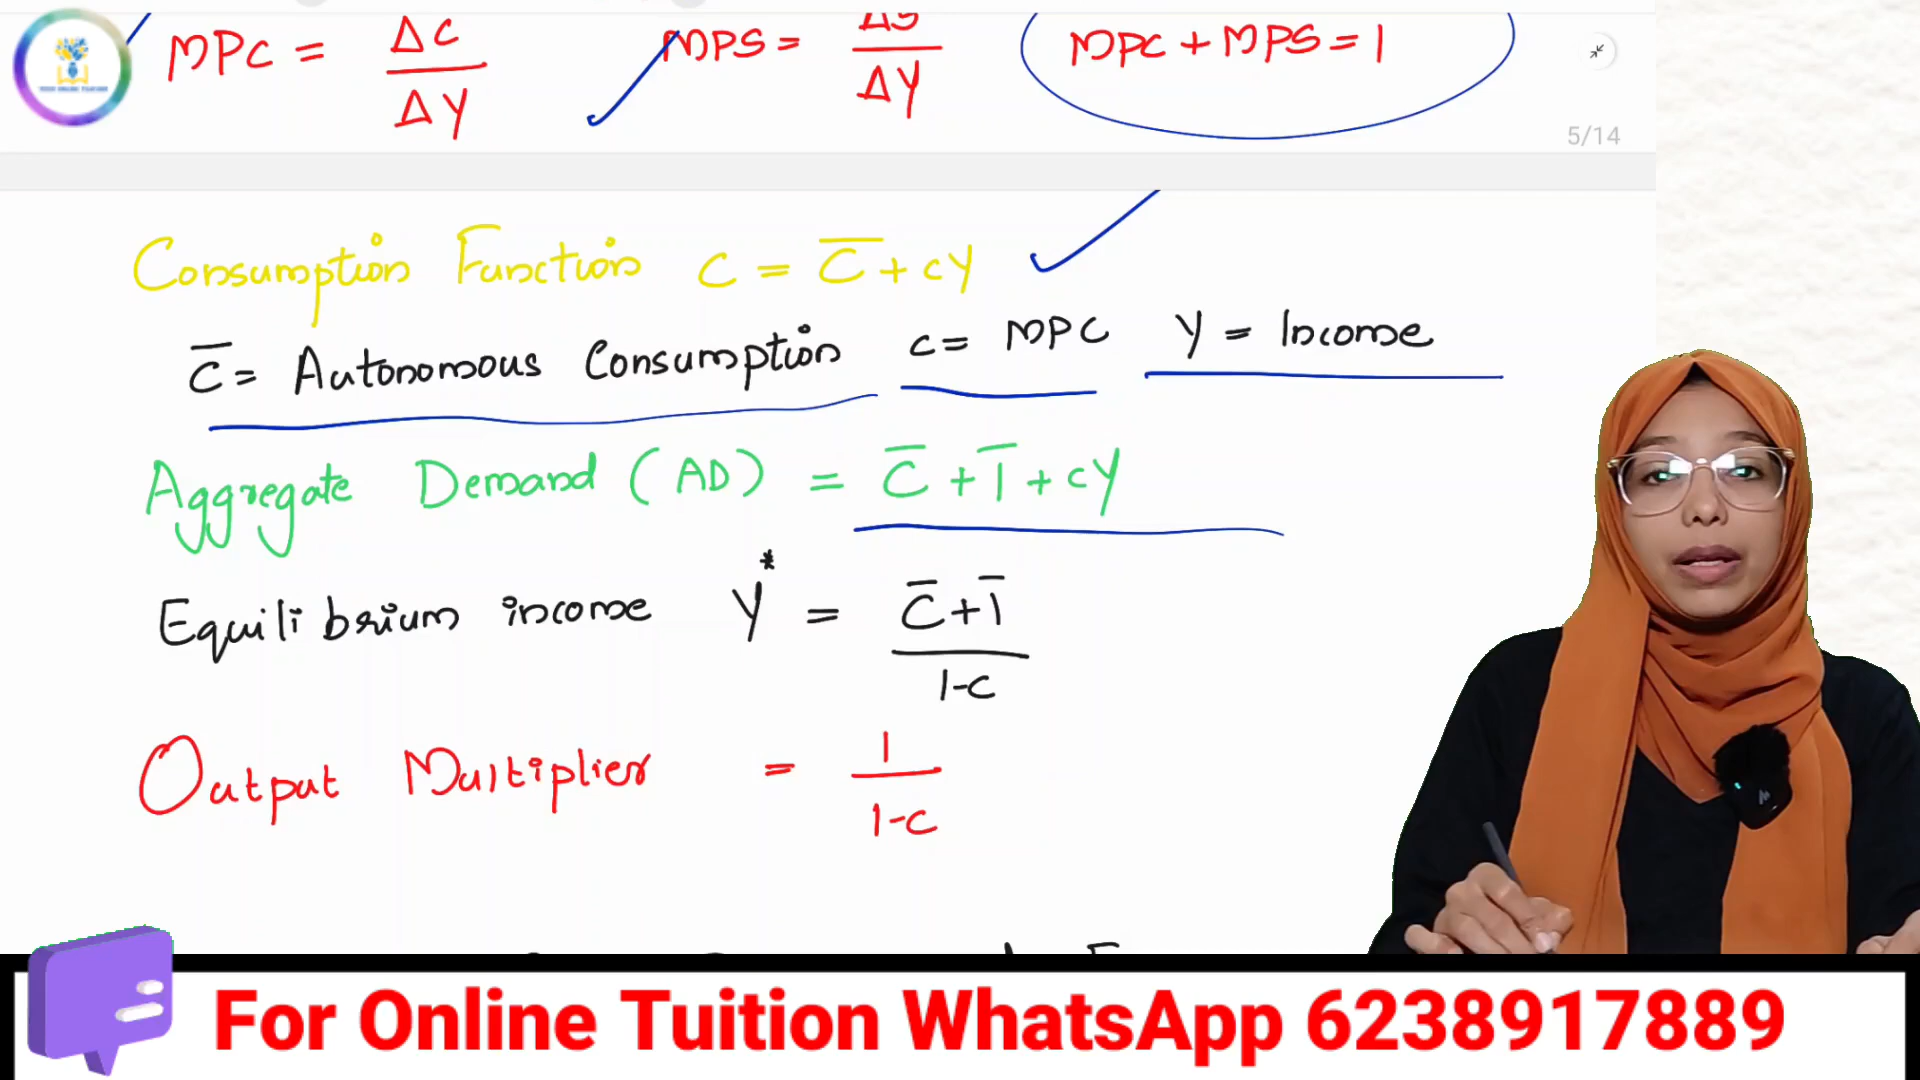 MPC = ΔC/ΔY MPS = ΔS/ΔY MPC + MPS = 1
5/14
Consumption Function C = C̅ + cY
C̅ = Autonomous Consumption c = MPC Y = Income
Aggregate Demand (AD) = C̅ + I̅ + cY
Equilibrium income Y* = C̅ + I̅ / 1-c
Output Multiplier = 1 / 1-c
For Online Tuition WhatsApp 6238917889